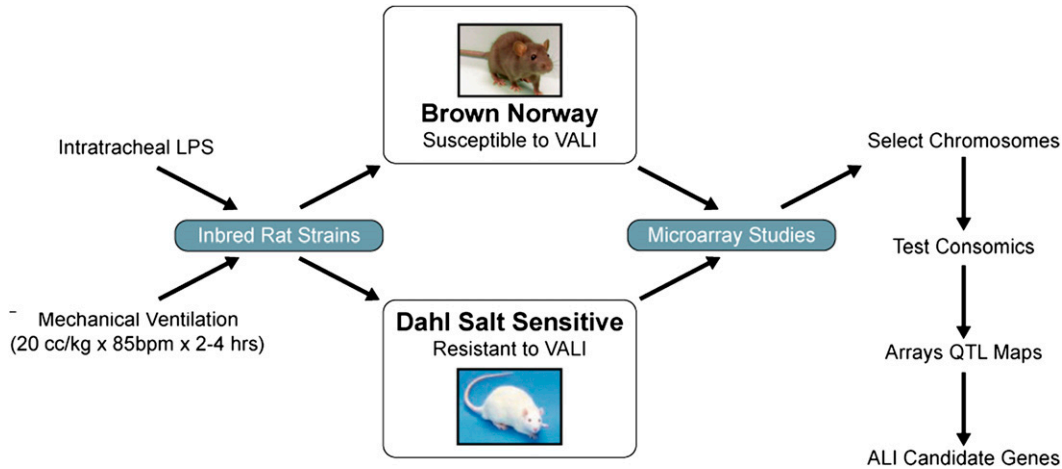 Intratracheal LPS
Mechanical Ventilation
(20 cc/kg x 85bpm x 2-4 hrs)
Inbred Rat Strains
Brown Norway
Susceptible to VALI
Dahl Salt Sensitive
Resistant to VALI
Microarray Studies
Select Chromosomes
Test Consomics
Arrays QTL Maps
ALI Candidate Genes